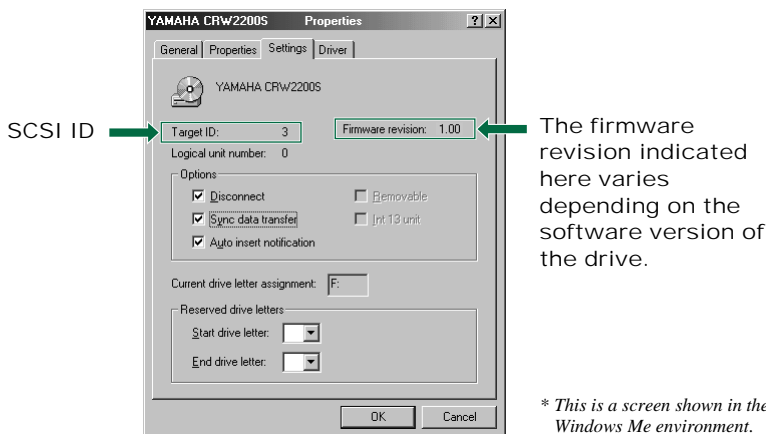 YAMAHA CRW2200S Properties
General Properties Settings Driver
YAMAHA CRW2200S
SCSI ID
Target ID: 3 Firmware revision: 1.00
Logical unit number: 0
Options
Disconnect Removable
Sync data transfer Int 13 unit
Auto insert notification
Current drive letter assignment: F:
Reserved drive letters
Start drive letter:
End drive letter:
OK Cancel
The firmware
revision indicated
here varies
depending on the
software version of
the drive.
* This is a screen shown in the
Windows Me environment.